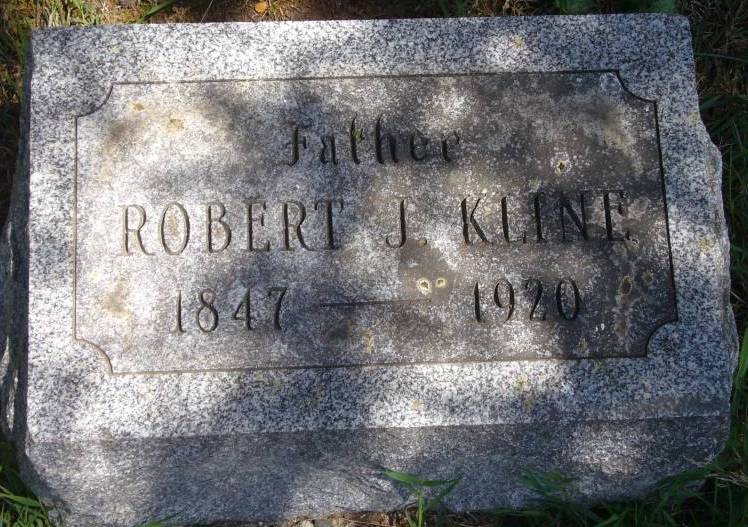 Father
ROBERT J. KLINE
1847 — 1920